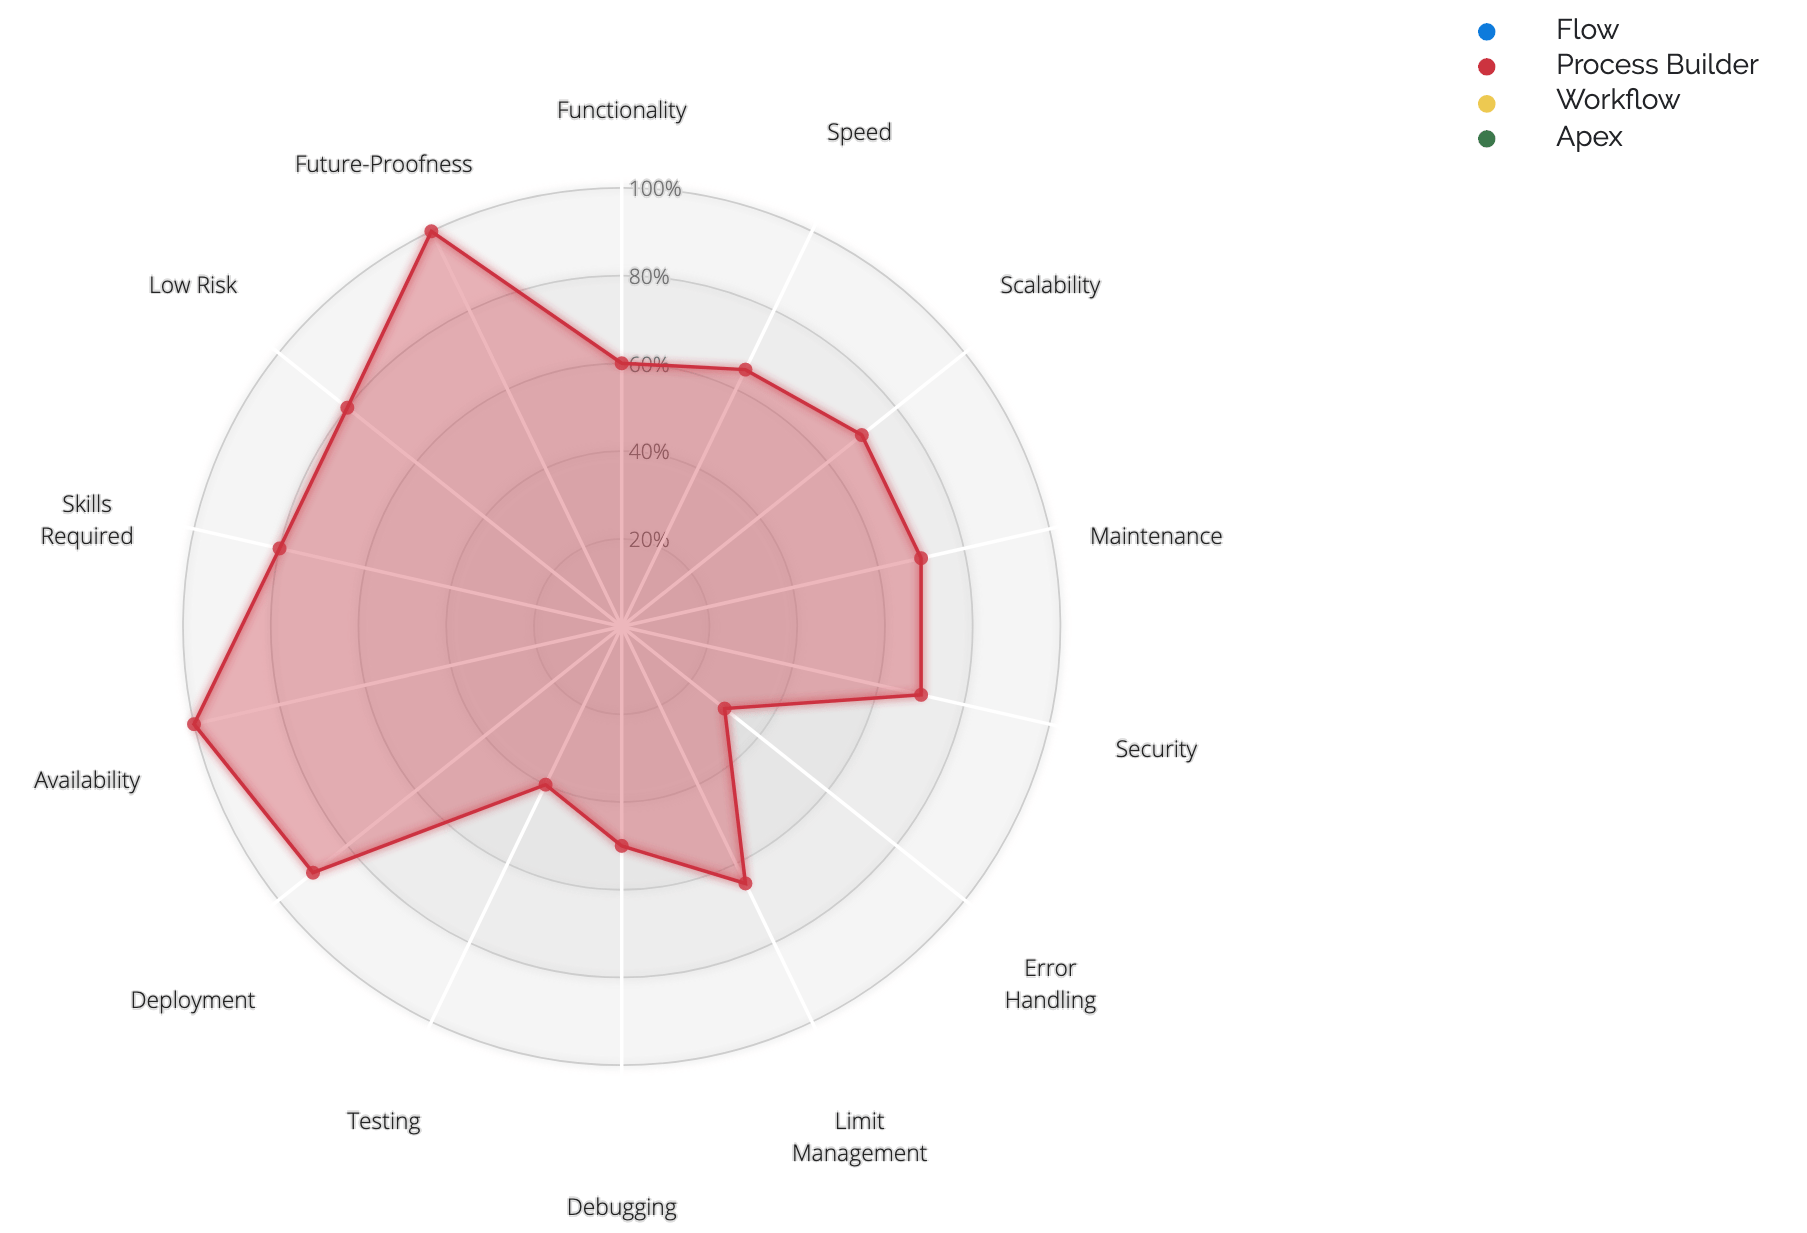 Flow
Process Builder
Workflow
Apex
Functionality
Speed
Future-Proofness
100%
Low Risk
80%
Scalability
60%
40%
Skills
Required
20%
Maintenance
Security
Availability
Error
Handling
Deployment
Testing
Limit
Management
Debugging